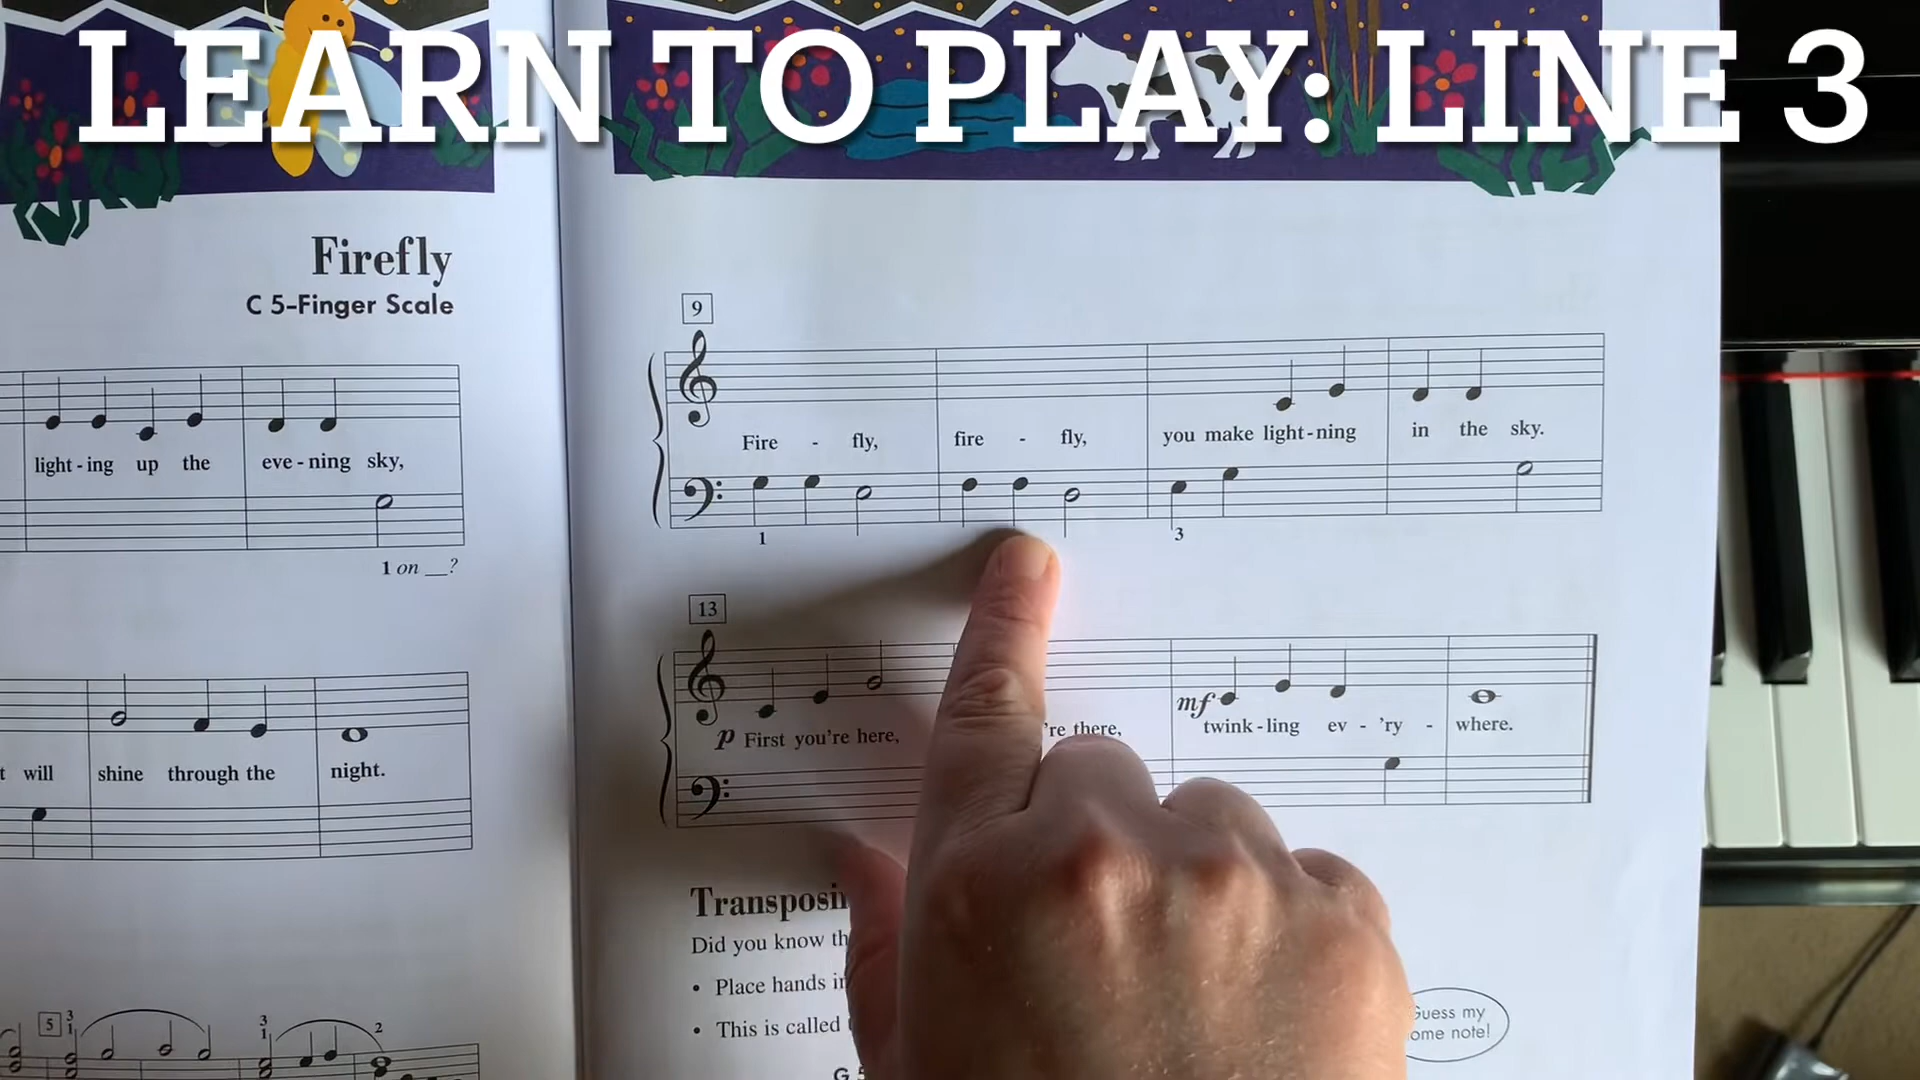 LEARN TO PLAY: LINE 3
Firefly
C 5-Finger Scale
light - ing up the eve - ning sky,
1 on __?
will shine through the night.
5 3 1 3 1 2
9
Fire - fly, fire - fly, you make light - ning in the sky.
1 3
13
p First you're here, 're there, mf twink - ling ev - 'ry - where.
Transposin
Did you know th
• Place hands in
• This is called
G
Guess my
ome note!